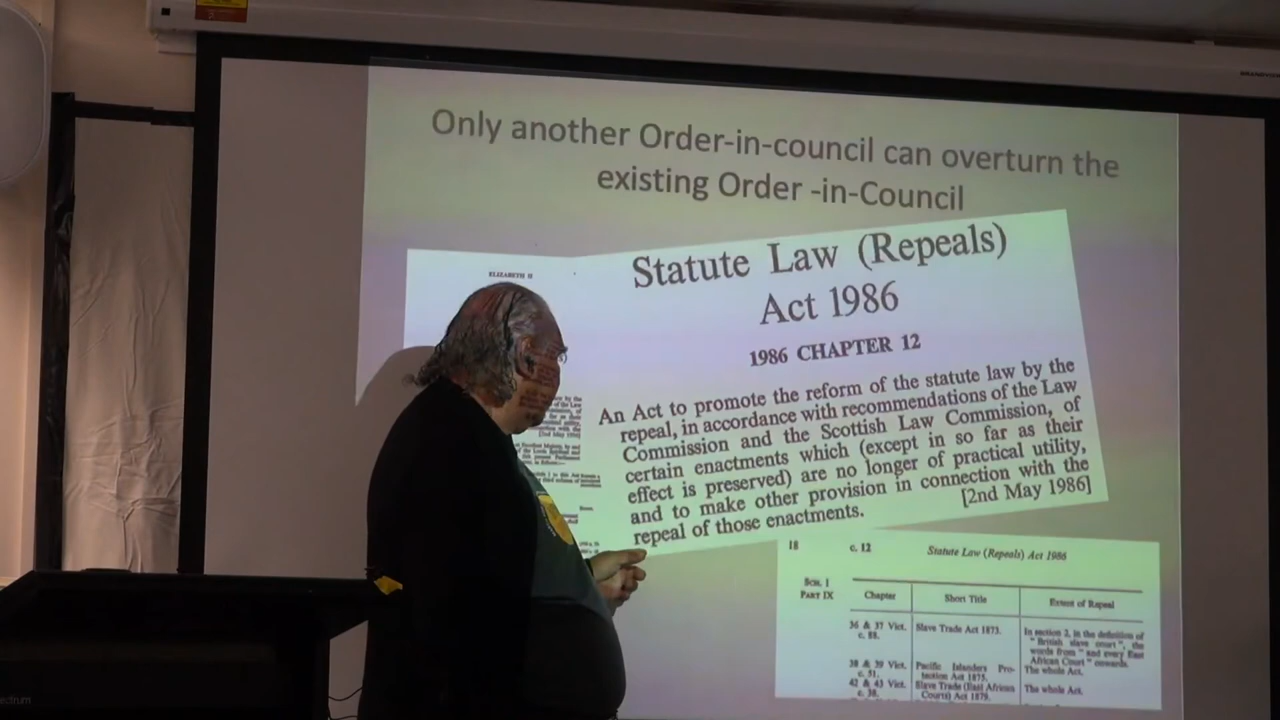 Only another Order-in-council can overturn the
existing Order -in-Council
ELIZABETH II
Statute Law (Repeals)
Act 1986
1986 CHAPTER 12
An Act to promote the reform of the statute law by the
repeal, in accordance with recommendations of the Law
Commission and the Scottish Law Commission, of
certain enactments which (except in so far as their
effect is preserved) are no longer of practical utility,
and to make other provision in connection with the
repeal of those enactments. [2nd May 1986]
18 c. 12 Statute Law (Repeals) Act 1986
SCH. I
PART IX
Chapter Short Title Extent of Repeal
36 & 37 Vict. Slave Trade Act 1873. In section 2, in the definition of
c. 88. "British slave court", the
words from "and every East
African Court" onwards.
38 & 39 Vict. Pacific Islanders Pro- The whole Act.
c. 51. tection Act 1875.
42 & 43 Vict. Slave Trade (East African The whole Act.
c. 38. Courts) Act 1879.